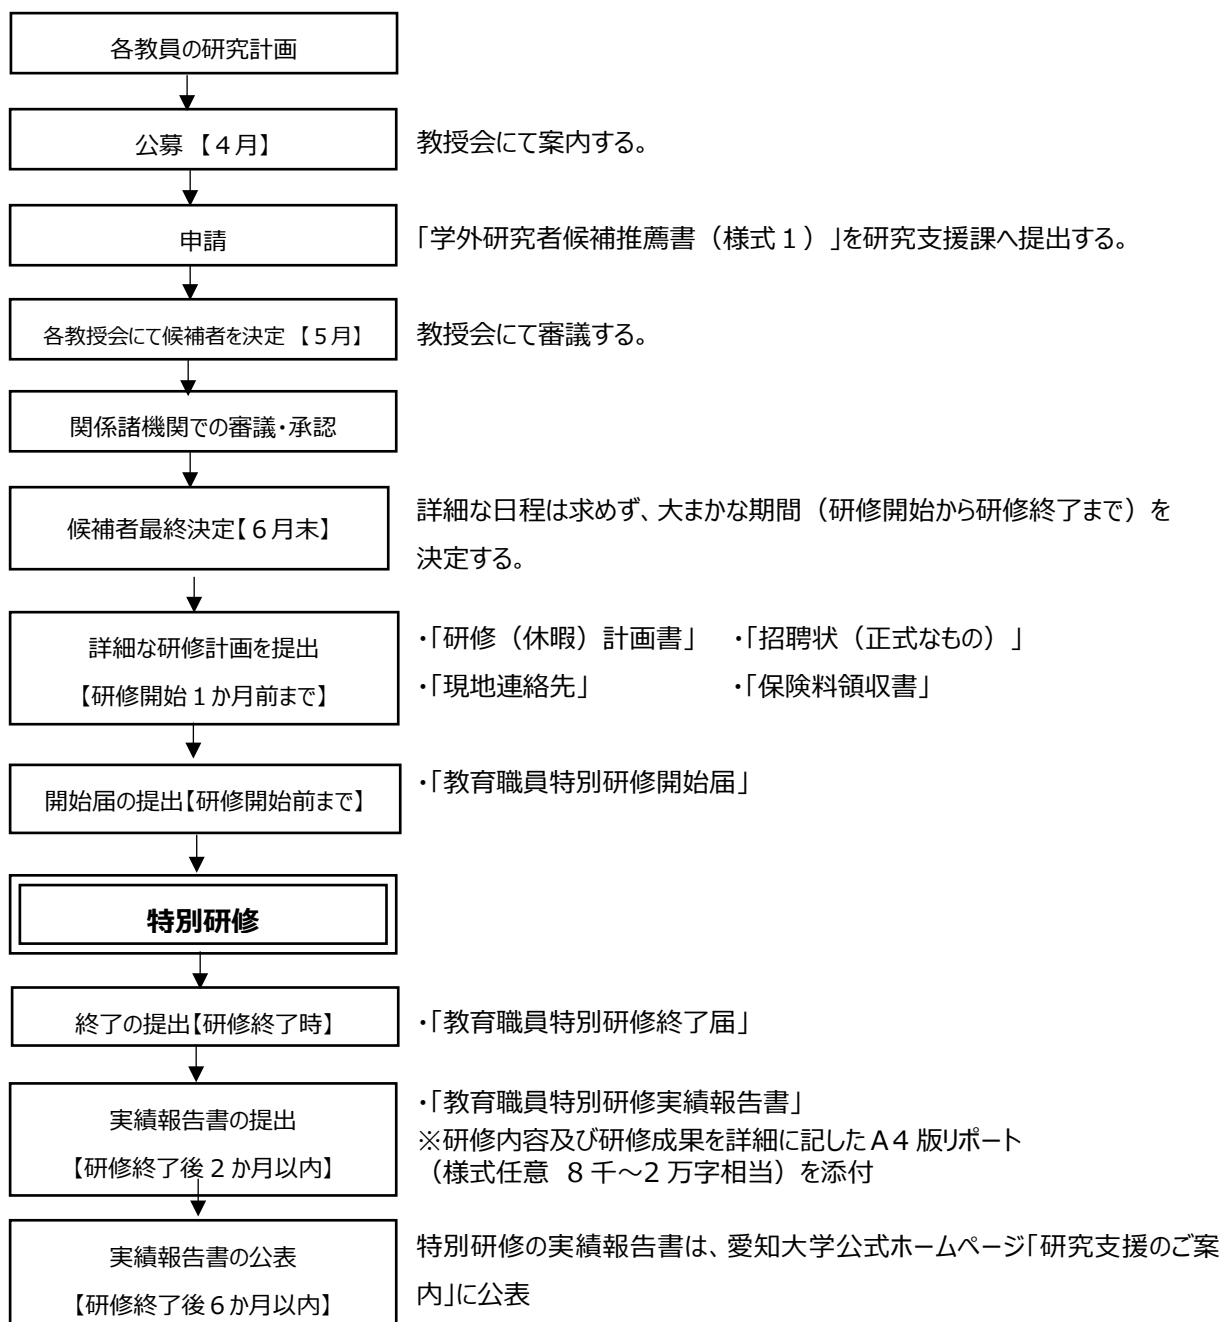 各教員の研究計画
公募 【４月】
教授会にて案内する。
申請
「学外研究者候補推薦書（様式１）」を研究支援課へ提出する。
各教授会にて候補者を決定 【５月】
教授会にて審議する。
関係諸機関での審議・承認
候補者最終決定【６月末】
詳細な日程は求めず、大まかな期間（研修開始から研修終了まで）を
決定する。
詳細な研修計画を提出
【研修開始１か月前まで】
・「研修（休暇）計画書」 ・「招聘状（正式なもの）」
・「現地連絡先」 ・「保険料領収書」
開始届の提出【研修開始前まで】
・「教育職員特別研修開始届」
特別研修
終了の提出【研修終了時】
・「教育職員特別研修終了届」
実績報告書の提出
【研修終了後２か月以内】
・「教育職員特別研修実績報告書」
※研修内容及び研修成果を詳細に記したＡ４版リポート
（様式任意 ８千～２万字相当）を添付
実績報告書の公表
【研修終了後６か月以内】
特別研修の実績報告書は、愛知大学公式ホームページ「研究支援のご案
内」に公表